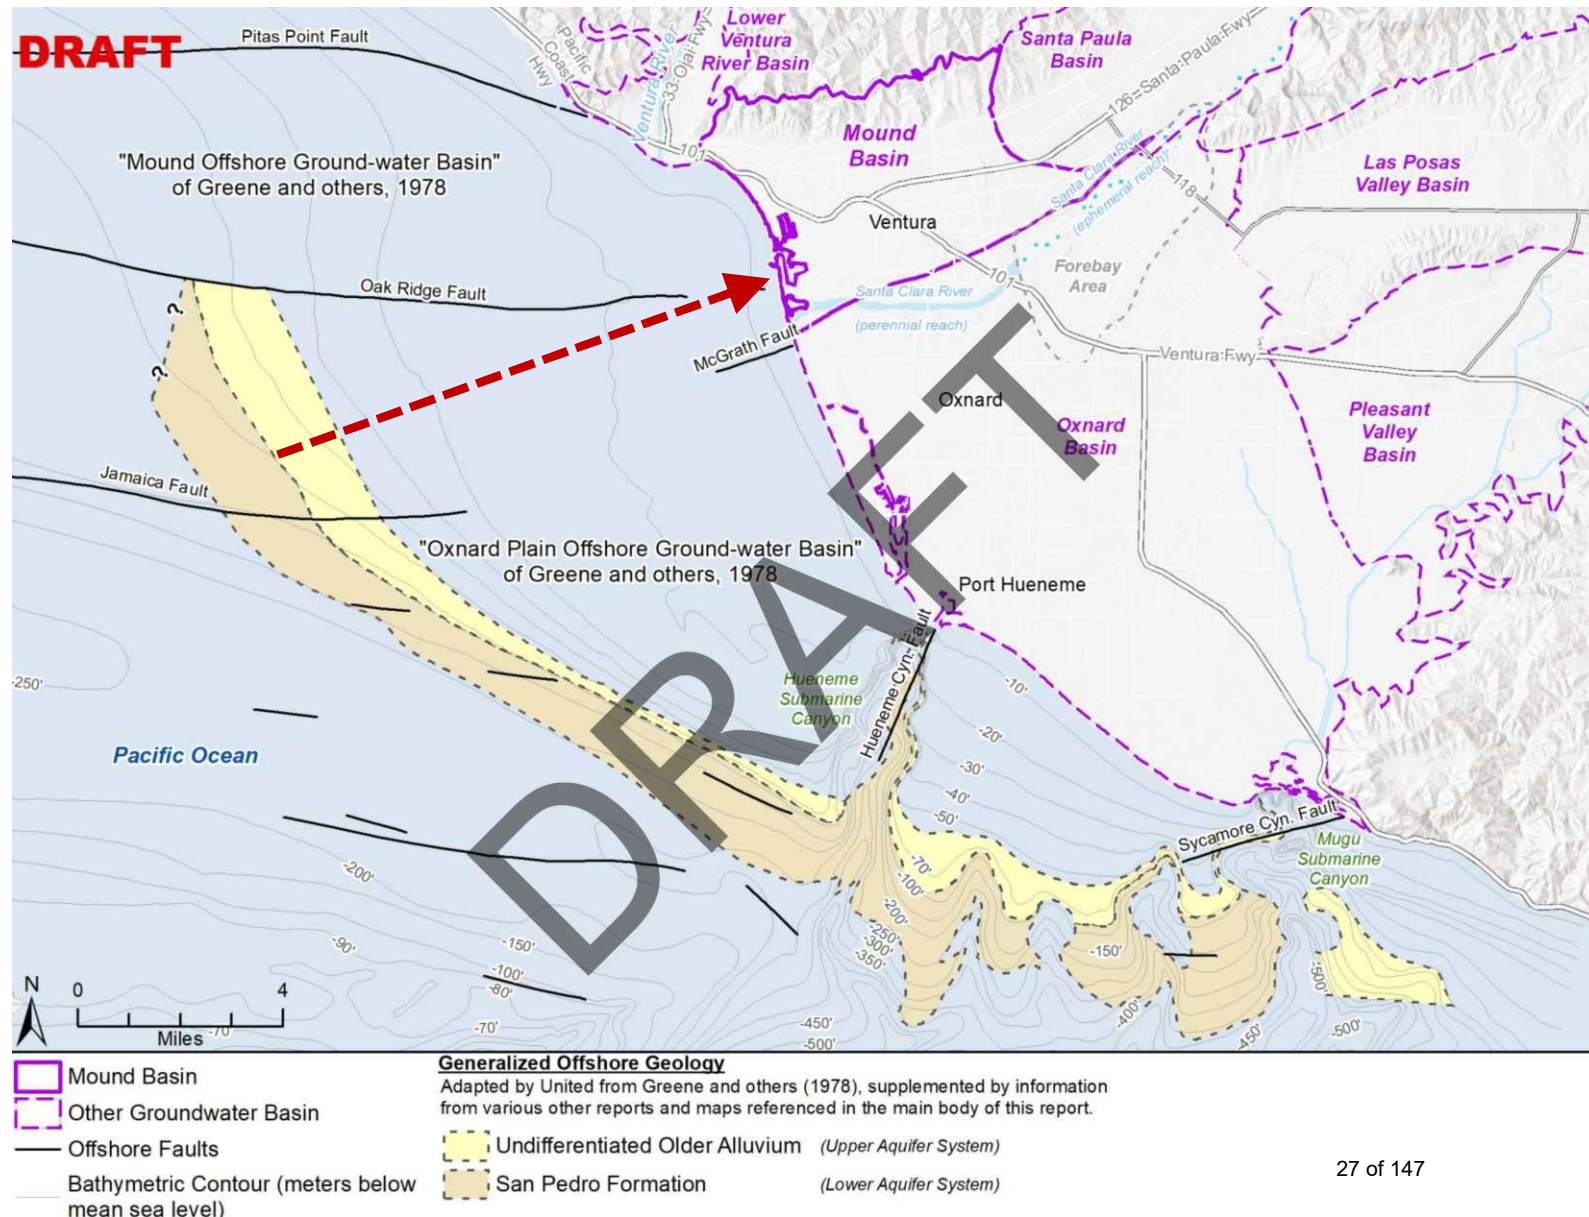 DRAFT
Pitas Point Fault
Pacific
Coast
Hwy
Ventura River
33-Ojai-Fwy
Lower
Ventura
River Basin
Santa Paula
Basin
126-Santa-Paula-Fwy
"Mound Offshore Ground-water Basin"
of Greene and others, 1978
101
Mound
Basin
Santa Clara River
(ephemeral reach)
118
Las Posas
Valley Basin
Ventura
Oak Ridge Fault
101
Forebay
Area
Santa Clara River
(perennial reach)
McGrath Fault
Ventura Fwy
?
?
Oxnard
Oxnard
Basin
Pleasant
Valley
Basin
Jamaica Fault
"Oxnard Plain Offshore Ground-water Basin"
of Greene and others, 1978
Port Hueneme
DRAFT
Hueneme Cyn. Fault
Hueneme
Submarine
Canyon
-250'
-10'
-20'
-30'
-40'
-50'
Pacific Ocean
Sycamore Cyn. Fault
Mugu
Submarine
Canyon
-70'
-100'
-200'
-250'
-300'
-350'
-200'
-90'
-150'
-100'
-80'
-150'
-500'
-400'
-450'
-500'
-70'
-70'
-450'
-500'
N
0 4
Miles
Mound Basin
Other Groundwater Basin
Offshore Faults
Bathymetric Contour (meters below
mean sea level)
Generalized Offshore Geology
Adapted by United from Greene and others (1978), supplemented by information
from various other reports and maps referenced in the main body of this report.
Undifferentiated Older Alluvium (Upper Aquifer System)
San Pedro Formation (Lower Aquifer System)
27 of 147